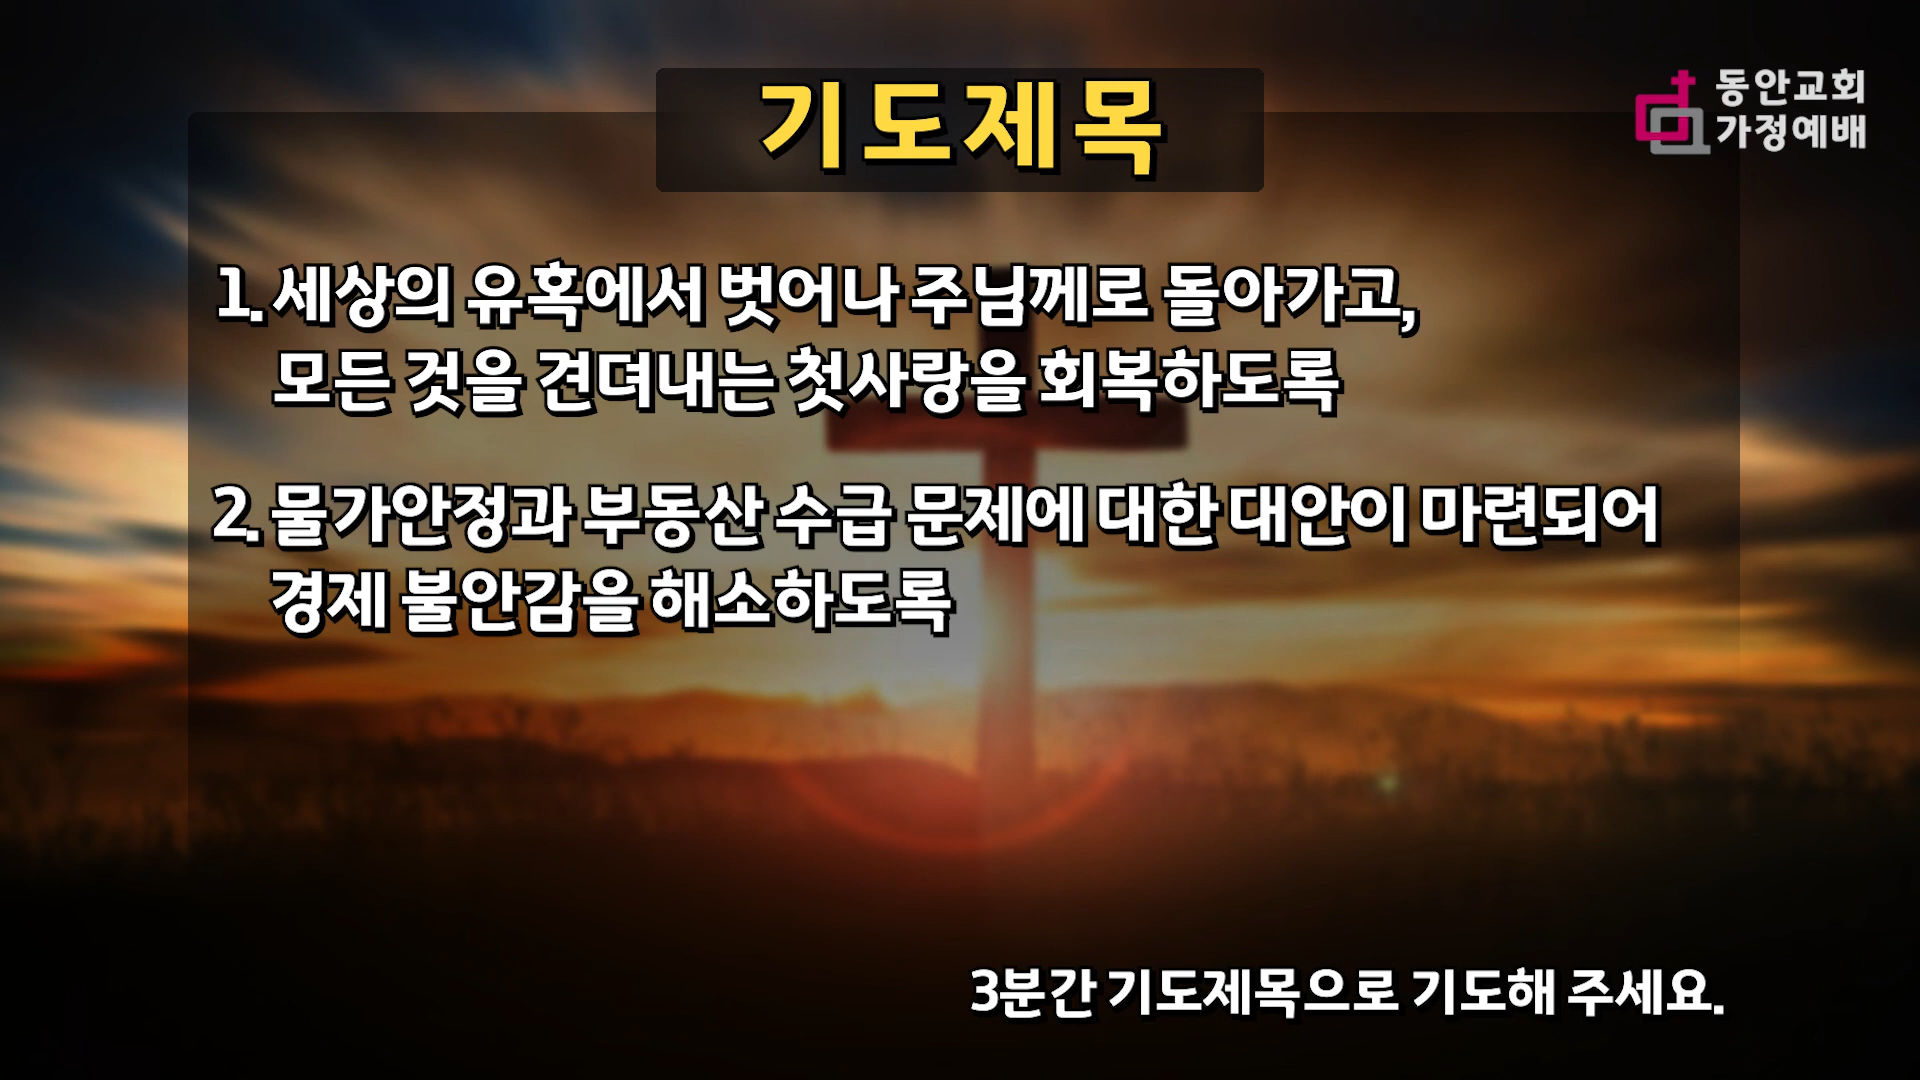 기도제목
동안교회
가정예배
1. 세상의 유혹에서 벗어나 주님께로 돌아가고,
모든 것을 견뎌내는 첫사랑을 회복하도록
2. 물가안정과 부동산 수급 문제에 대한 대안이 마련되어
경제 불안감을 해소하도록
3분간 기도제목으로 기도해 주세요.